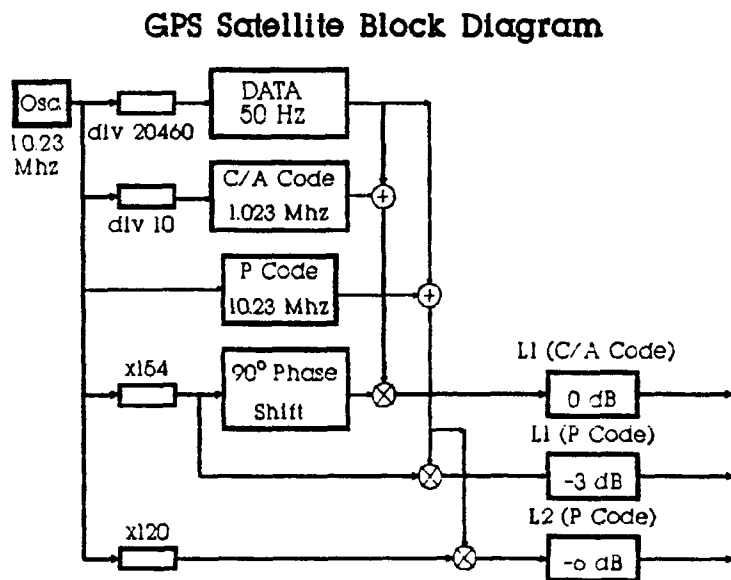 GPS Satellite Block Diagram
Osc.
10.23
Mhz
div 20460
DATA
50 Hz
div 10
C/A Code
1.023 Mhz
P Code
10.23 Mhz
x154
90° Phase
Shift
L1 (C/A Code)
0 dB
L1 (P Code)
-3 dB
x120
L2 (P Code)
-6 dB